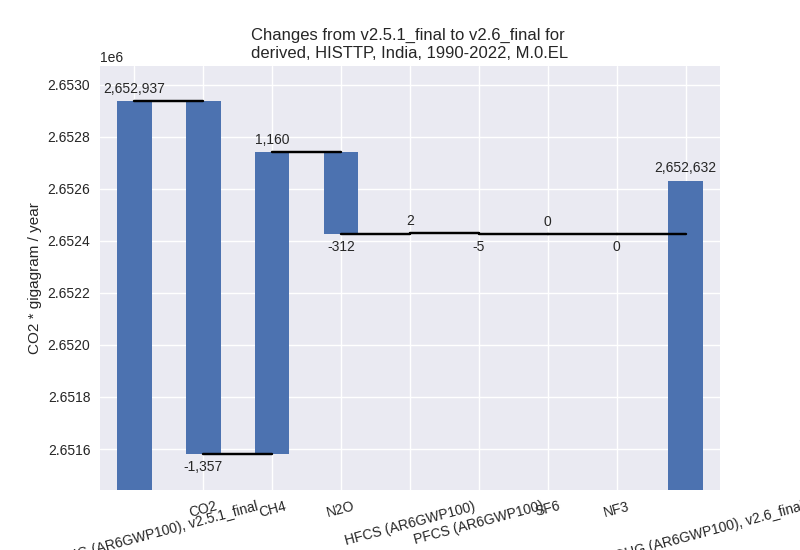 Changes from v2.5.1_final to v2.6_final for
derived, HISTTP, India, 1990-2022, M.0.EL
1e6
2.6530
2.6528
2.6526
2.6524
2.6522
2.6520
2.6518
2.6516
CO2 * gigagram / year
2,652,937
-1,357
1,160
-312
2
-5
0
0
2,652,632
(AR6GWP100), v2.5.1_final
CO2
CH4
N2O
HFCS (AR6GWP100)
PFCS (AR6GWP100)
SF6
NF3
(AR6GWP100), v2.6_final